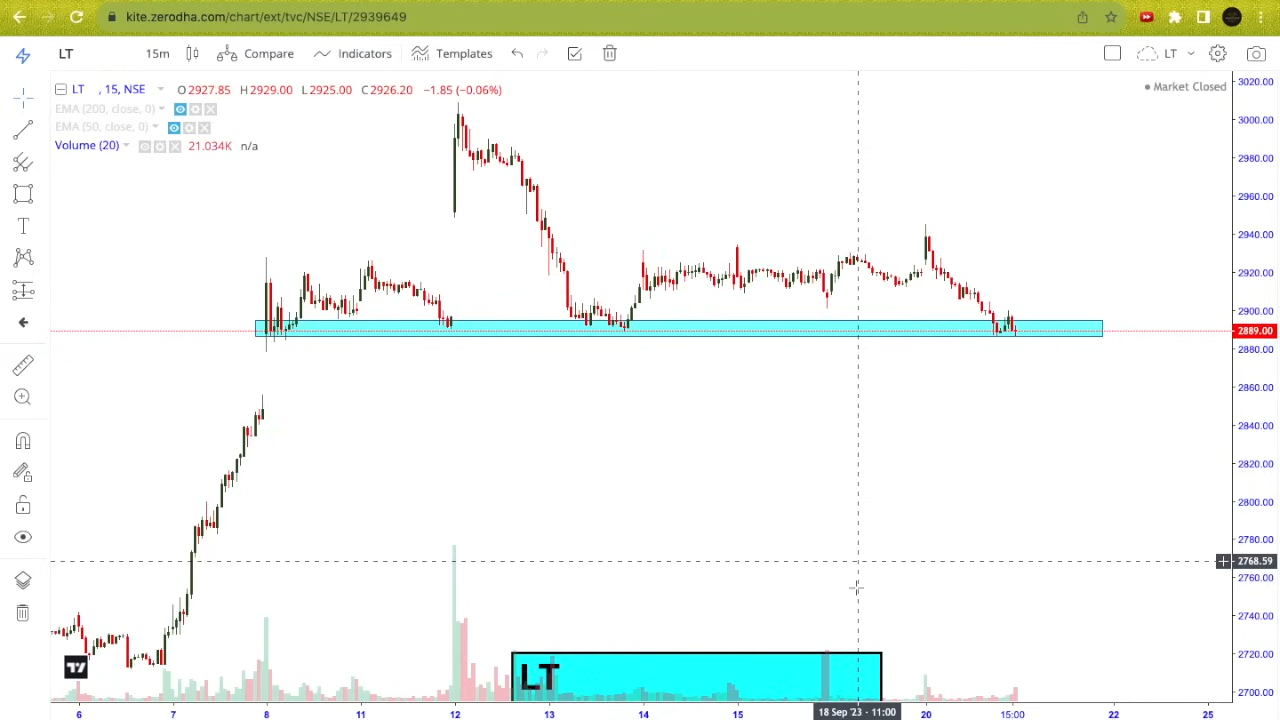 kite.zerodha.com/chart/ext/tvc/NSE/LT/2939649
LT 15m Compare Indicators Templates LT
LT , 15, NSE O 2927.85 H 2929.00 L 2925.00 C 2926.20 −1.85 (−0.06%)
Market Closed
EMA (200, close, 0)
EMA (50, close, 0)
Volume (20) 21.034K n/a
3020.00
3000.00
2980.00
2960.00
2940.00
2920.00
2900.00
2889.00
2880.00
2860.00
2840.00
2820.00
2800.00
2780.00
2768.59
2760.00
2740.00
2720.00
2700.00
LT
6 7 8 11 12 13 14 15 18 Sep '23 - 11:00 20 15:00 22 25